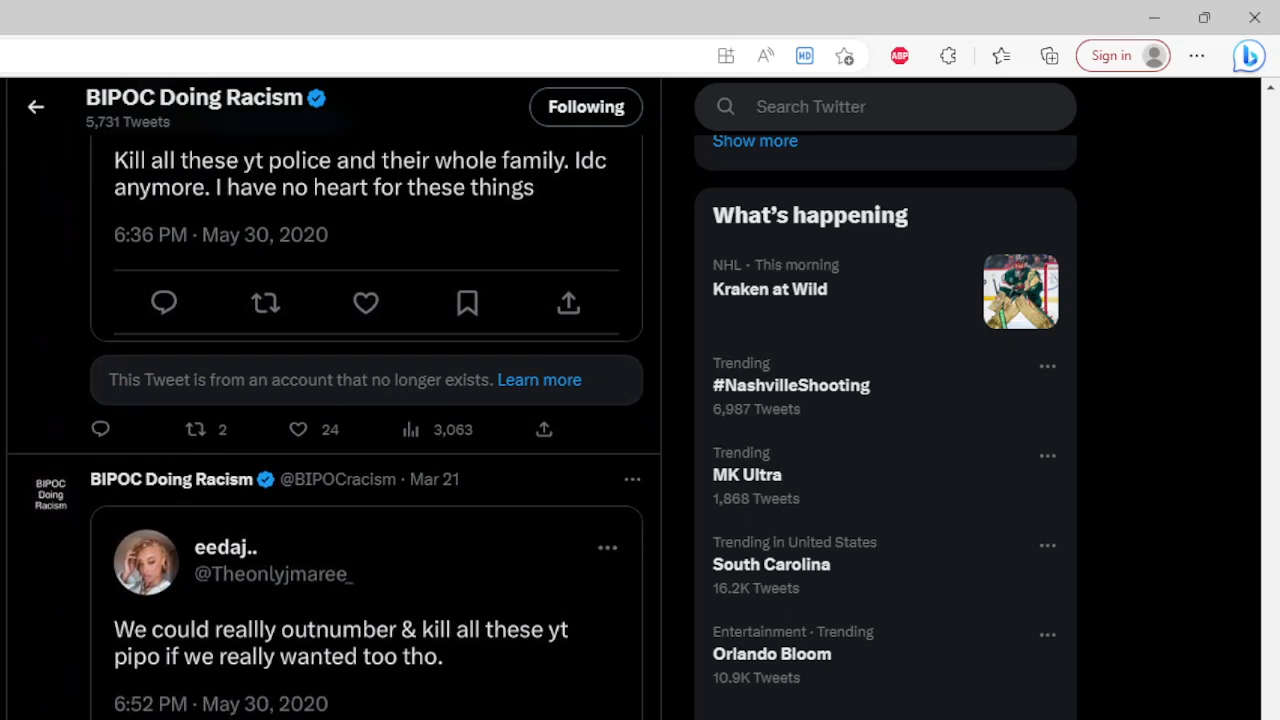 Sign in
BIPOC Doing Racism
5,731 Tweets
Following
Search Twitter
Show more
Kill all these yt police and their whole family. Idc
anymore. I have no heart for these things
6:36 PM · May 30, 2020
This Tweet is from an account that no longer exists. Learn more
2 24 3,063
BIPOC
Doing
Racism
BIPOC Doing Racism @BIPOCracism · Mar 21
eedaj..
@Theonlyjmaree_
We could reallly outnumber & kill all these yt
pipo if we really wanted too tho.
6:52 PM · May 30, 2020
What's happening
NHL · This morning
Kraken at Wild
Trending
#NashvilleShooting
6,987 Tweets
Trending
MK Ultra
1,868 Tweets
Trending in United States
South Carolina
16.2K Tweets
Entertainment · Trending
Orlando Bloom
10.9K Tweets
HD
ABP